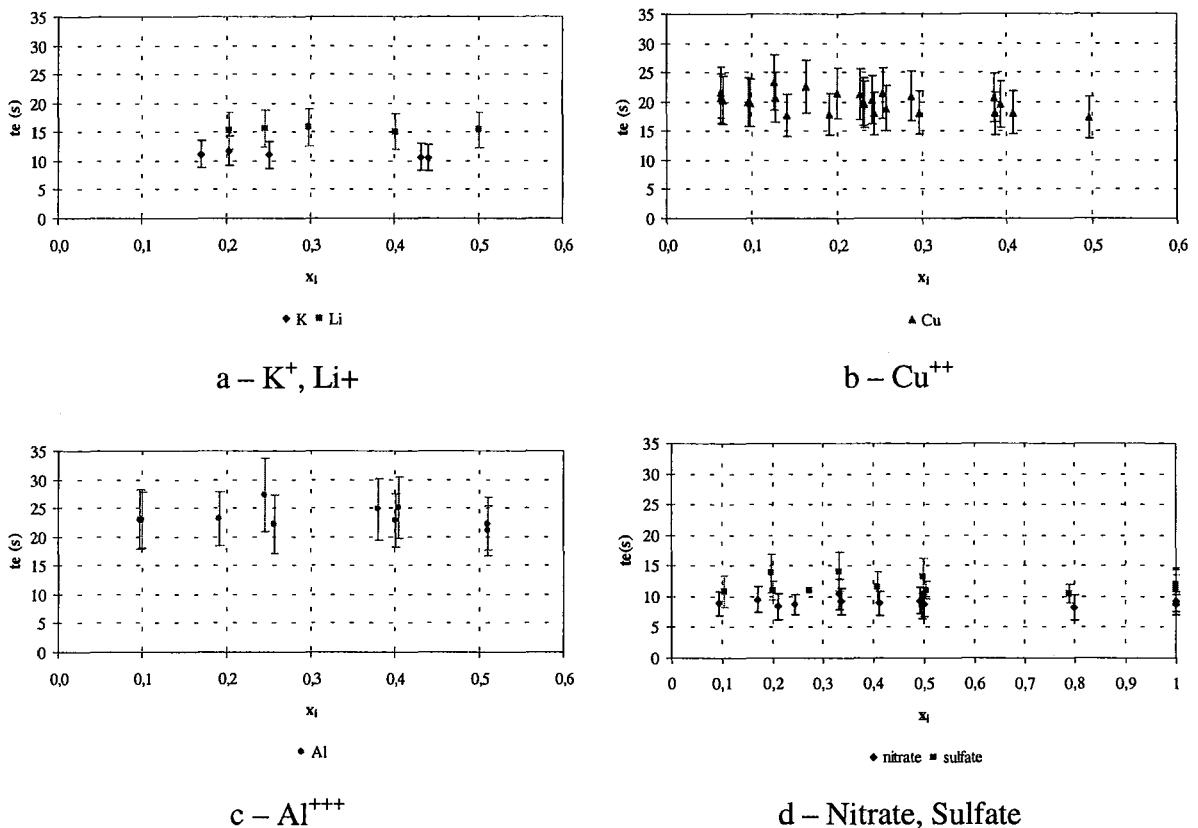 35
30
25
20
15
10
5
0
te (s)
0,0 0,1 0,2 0,3 0,4 0,5 0,6
xi
K Li
a – K+, Li+
35
30
25
20
15
10
5
0
te (s)
0,0 0,1 0,2 0,3 0,4 0,5 0,6
xi
Cu
b – Cu++
35
30
25
20
15
10
5
0
te (s)
0,0 0,1 0,2 0,3 0,4 0,5 0,6
xi
Al
c – Al+++
35
30
25
20
15
10
5
0
te(s)
0 0,1 0,2 0,3 0,4 0,5 0,6 0,7 0,8 0,9 1
xi
nitrate sulfate
d – Nitrate, Sulfate